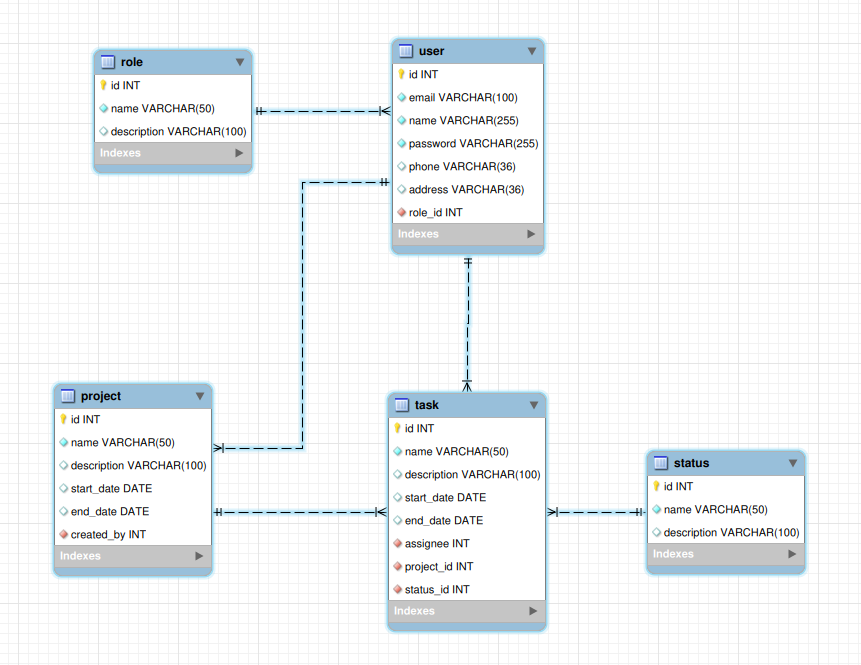 role
id INT
name VARCHAR(50)
description VARCHAR(100)
Indexes
user
id INT
email VARCHAR(100)
name VARCHAR(255)
password VARCHAR(255)
phone VARCHAR(36)
address VARCHAR(36)
role_id INT
Indexes
project
id INT
name VARCHAR(50)
description VARCHAR(100)
start_date DATE
end_date DATE
created_by INT
Indexes
task
id INT
name VARCHAR(50)
description VARCHAR(100)
start_date DATE
end_date DATE
assignee INT
project_id INT
status_id INT
Indexes
status
id INT
name VARCHAR(50)
description VARCHAR(100)
Indexes